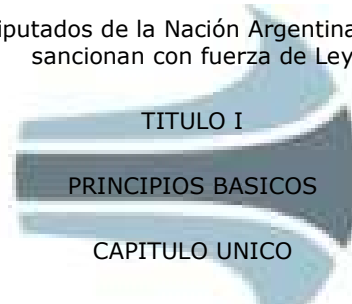 iputados de la Nación Argentina
sancionan con fuerza de Ley
TITULO I
PRINCIPIOS BASICOS
CAPITULO UNICO